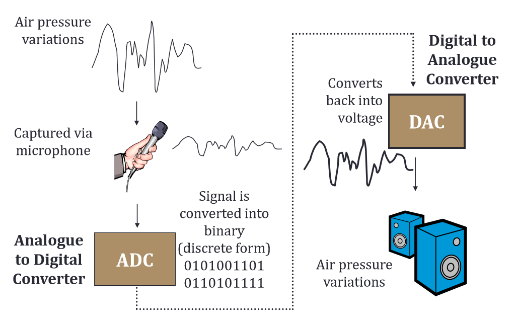 Air pressure
variations
Captured via
microphone
Analogue
to Digital
Converter
ADC
Signal is
converted into
binary
(discrete form)
0101001101
0110101111
Digital to
Analogue
Converter
Converts
back into
voltage
DAC
Air pressure
variations